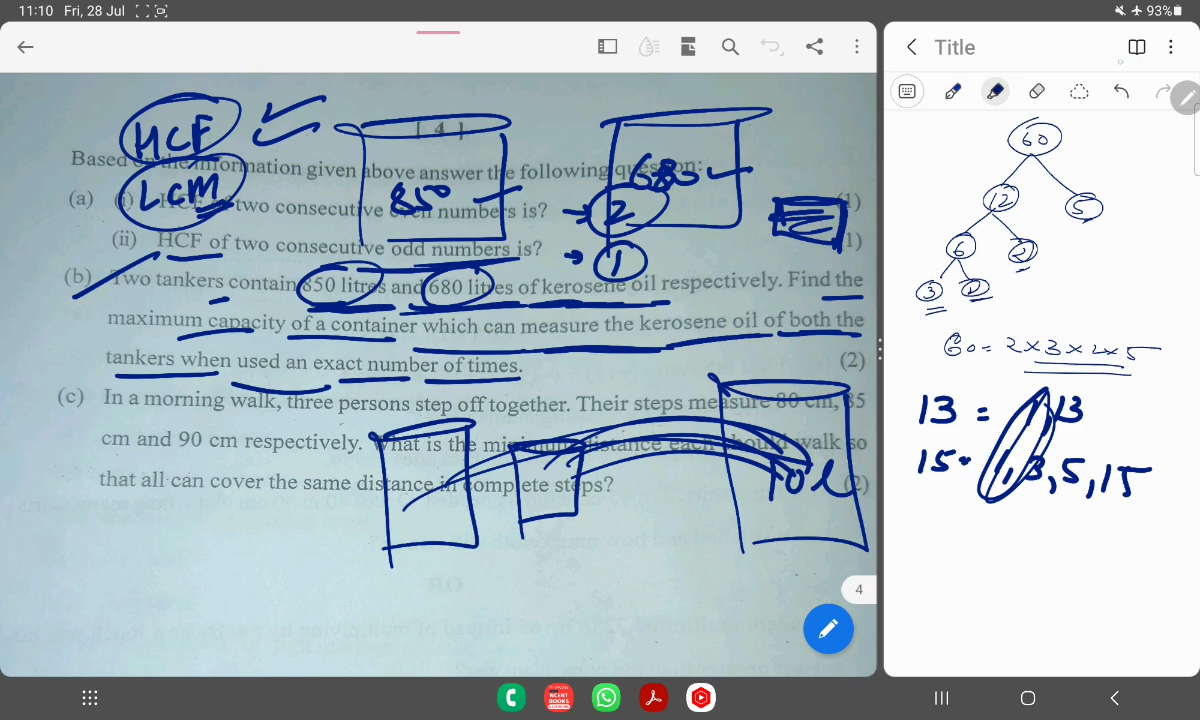 11:10 Fri, 28 Jul
93%
Title
HCF
LCM
850
680
[ 4 ]
Based on the information given above answer the following question:
(a) (i) HCF of two consecutive even numbers is? → 2 (1)
(ii) HCF of two consecutive odd numbers is? → 1 (1)
(b) Two tankers contain 850 litres and 680 litres of kerosene oil respectively. Find the
maximum capacity of a container which can measure the kerosene oil of both the
tankers when used an exact number of times. (2)
(c) In a morning walk, three persons step off together. Their steps measure 80 cm, 85
cm and 90 cm respectively. What is the minimum distance each should walk so
that all can cover the same distance in complete steps? (2)
10l
4
60
12 5
6 2
3 2
60 = 2 × 3 × 2 × 5
13 = 1, 13
15 = 1, 3, 5, 15
NCERT
BOOKS